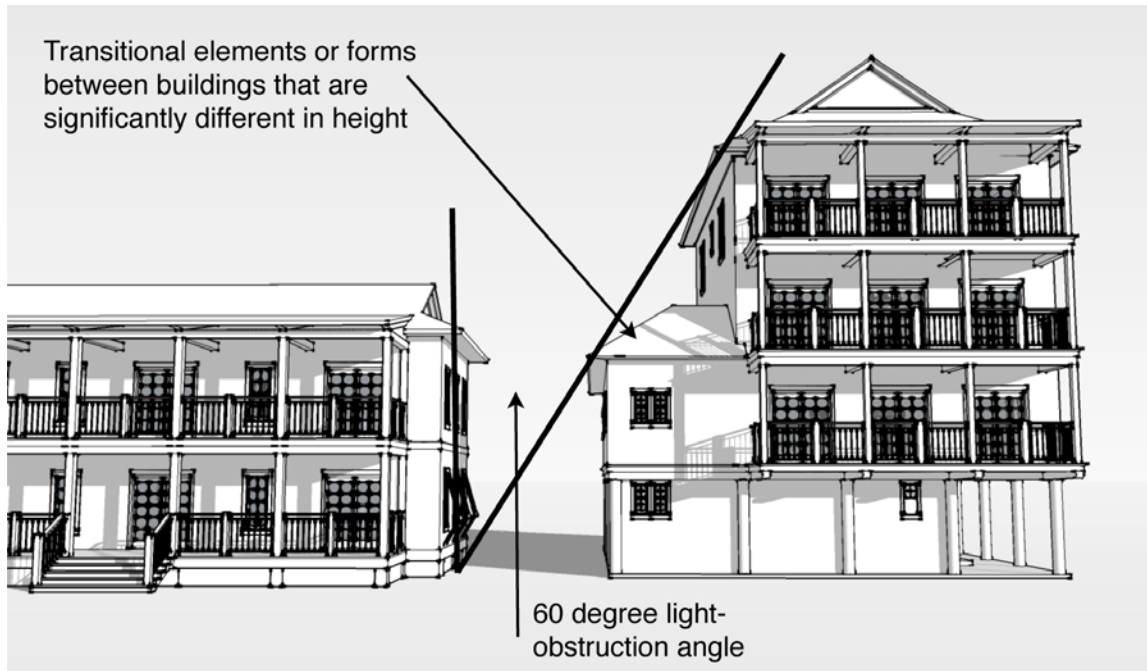 Transitional elements or forms
between buildings that are
significantly different in height
60 degree light-
obstruction angle